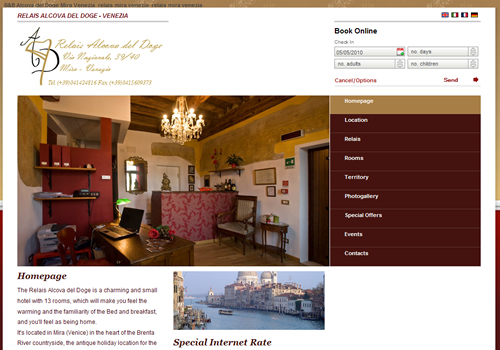 B&B Alcova del Doge Mira Venezia, relais mira venezia, relais mira venezia
RELAIS ALCOVA DEL DOGE - VENEZIA
Relais Alcova del Doge
Via Nazionale, 39/40
Mira - Venezia
Tel (+39)041424816 Fax (+39)0415600373
Book Online
Check In
05/05/2010
no. days
no. adults
no. children
Cancel/Options
Send
Homepage
Location
Relais
Rooms
Territory
Photogallery
Special Offers
Events
Contacts
Homepage
The Relais Alcova del Doge is a charming and small
hotel with 13 rooms, which will make you feel the
warming and the familiarity of the Bed and breakfast,
and you'll feel as being home.
It's located in Mira (Venice) in the heart of the Brenta
River countryside, the antique holiday location for the
Special Internet Rate